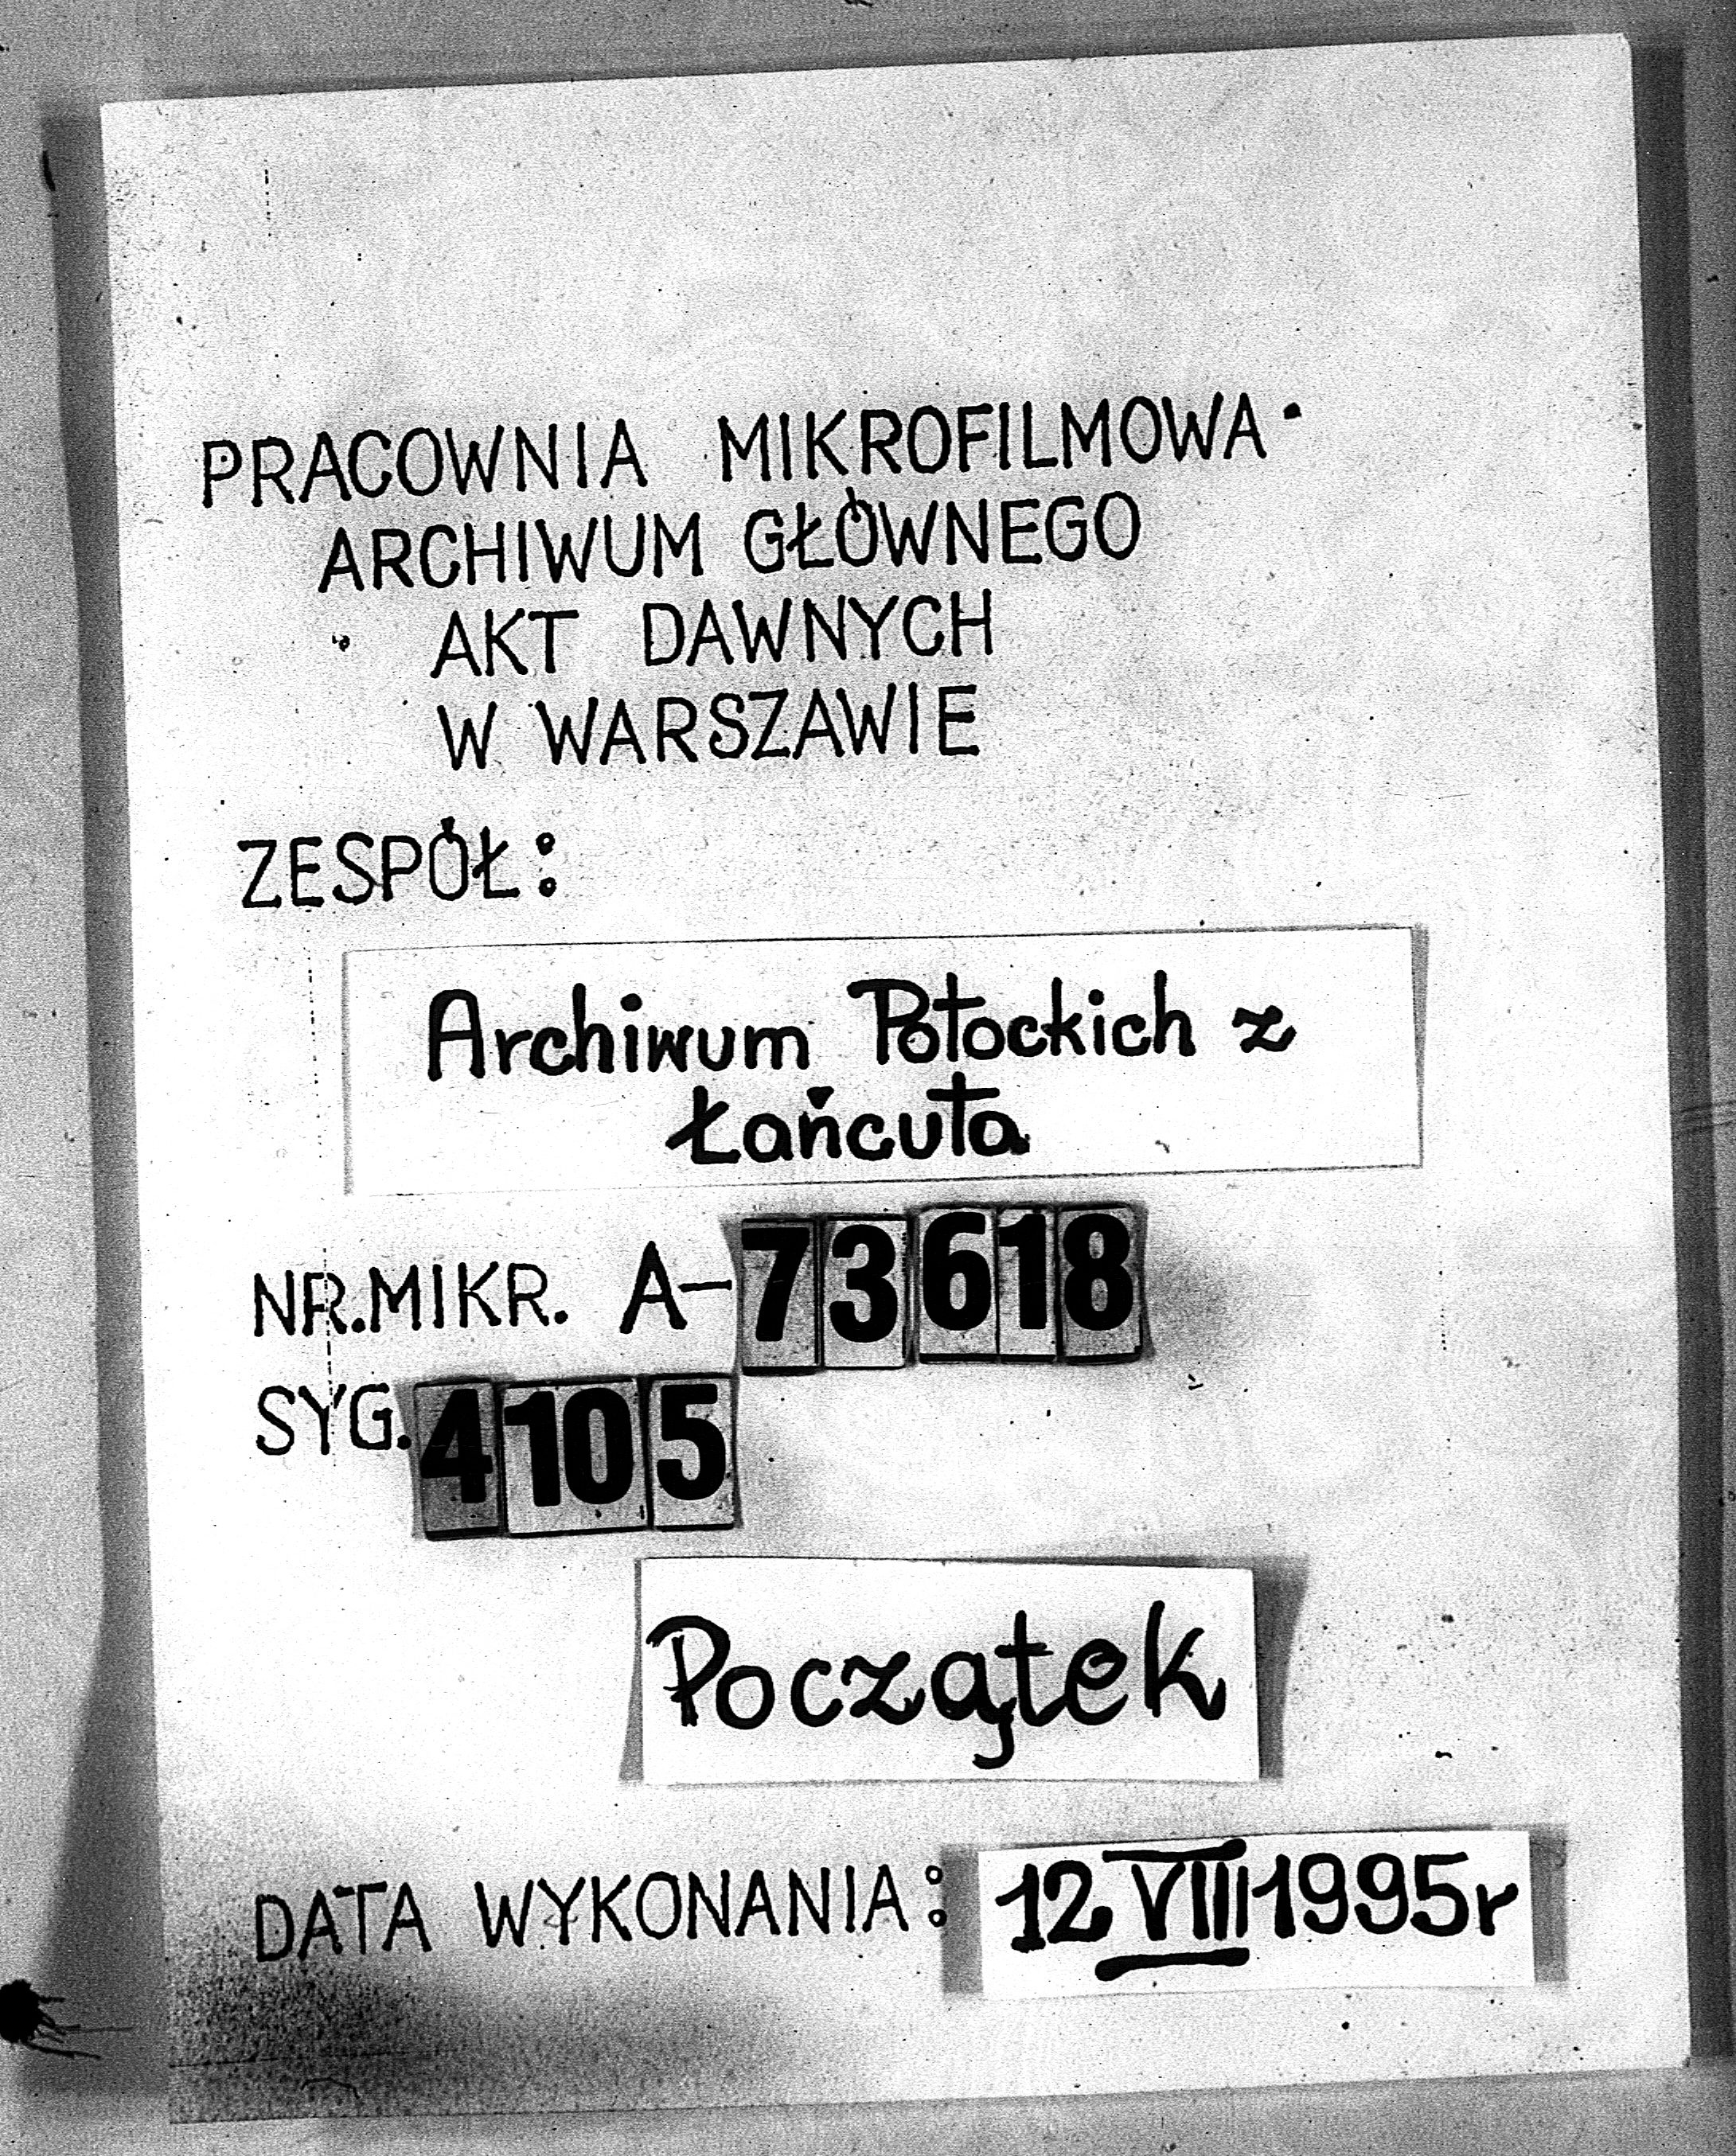 PRACOWNIA MIKROFILMOWA
ARCHIWUM GŁÓWNEGO
AKT DAWNYCH
W WARSZAWIE
ZESPÓŁ:
Archiwum Potockich z
Łańcuta
NR.MIKR. A-73618
SYG. 4105
Początek
DATA WYKONANIA: 12 VIII 1995r